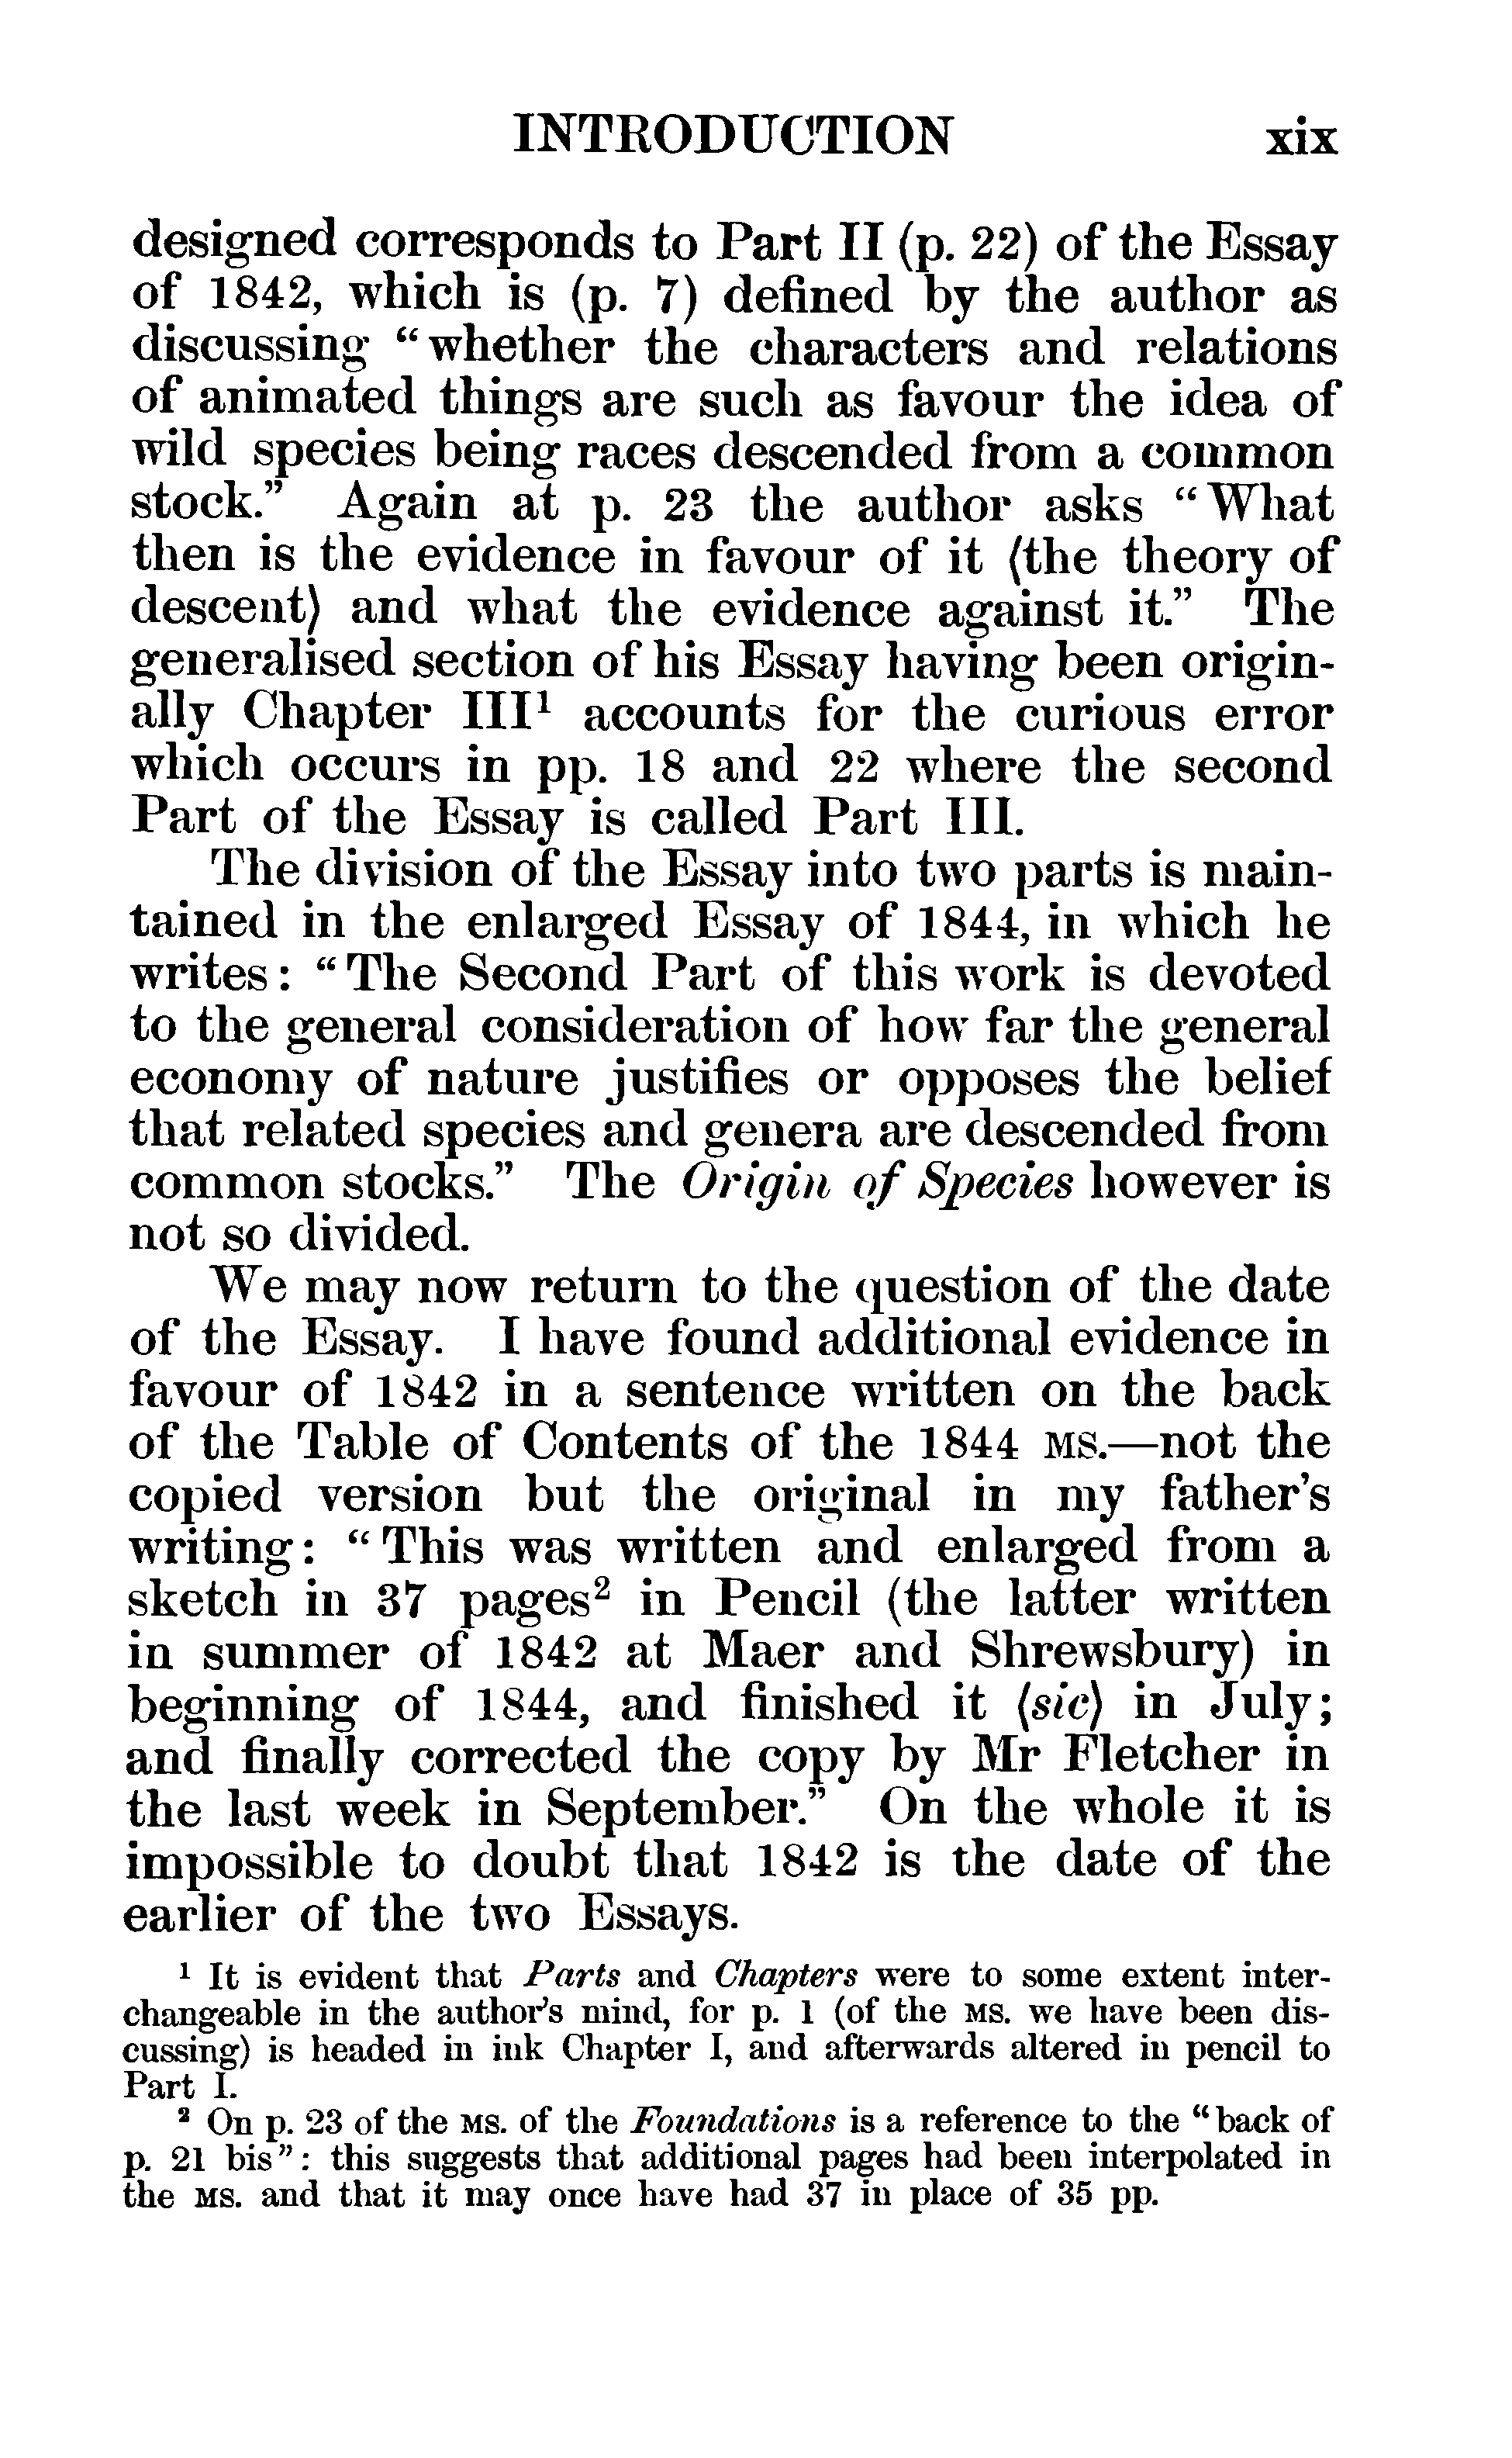 INTRODUCTION xix
designed corresponds to Part II (p. 22) of the Essay
of 1842, which is (p. 7) defined by the author as
discussing “whether the characters and relations
of animated things are such as favour the idea of
wild species being races descended from a common
stock.” Again at p. 23 the author asks “What
then is the evidence in favour of it ⟨the theory of
descent⟩ and what the evidence against it.” The
generalised section of his Essay having been origin-
ally Chapter III¹ accounts for the curious error
which occurs in pp. 18 and 22 where the second
Part of the Essay is called Part III.
The division of the Essay into two parts is main-
tained in the enlarged Essay of 1844, in which he
writes: “The Second Part of this work is devoted
to the general consideration of how far the general
economy of nature justifies or opposes the belief
that related species and genera are descended from
common stocks.” The Origin of Species however is
not so divided.
We may now return to the question of the date
of the Essay. I have found additional evidence in
favour of 1842 in a sentence written on the back
of the Table of Contents of the 1844 MS.—not the
copied version but the original in my father’s
writing: “This was written and enlarged from a
sketch in 37 pages² in Pencil (the latter written
in summer of 1842 at Maer and Shrewsbury) in
beginning of 1844, and finished it ⟨sic⟩ in July;
and finally corrected the copy by Mr Fletcher in
the last week in September.” On the whole it is
impossible to doubt that 1842 is the date of the
earlier of the two Essays.
¹ It is evident that Parts and Chapters were to some extent inter-
changeable in the author’s mind, for p. 1 (of the MS. we have been dis-
cussing) is headed in ink Chapter I, and afterwards altered in pencil to
Part I.
² On p. 23 of the MS. of the Foundations is a reference to the “back of
p. 21 bis”: this suggests that additional pages had been interpolated in
the MS. and that it may once have had 37 in place of 35 pp.